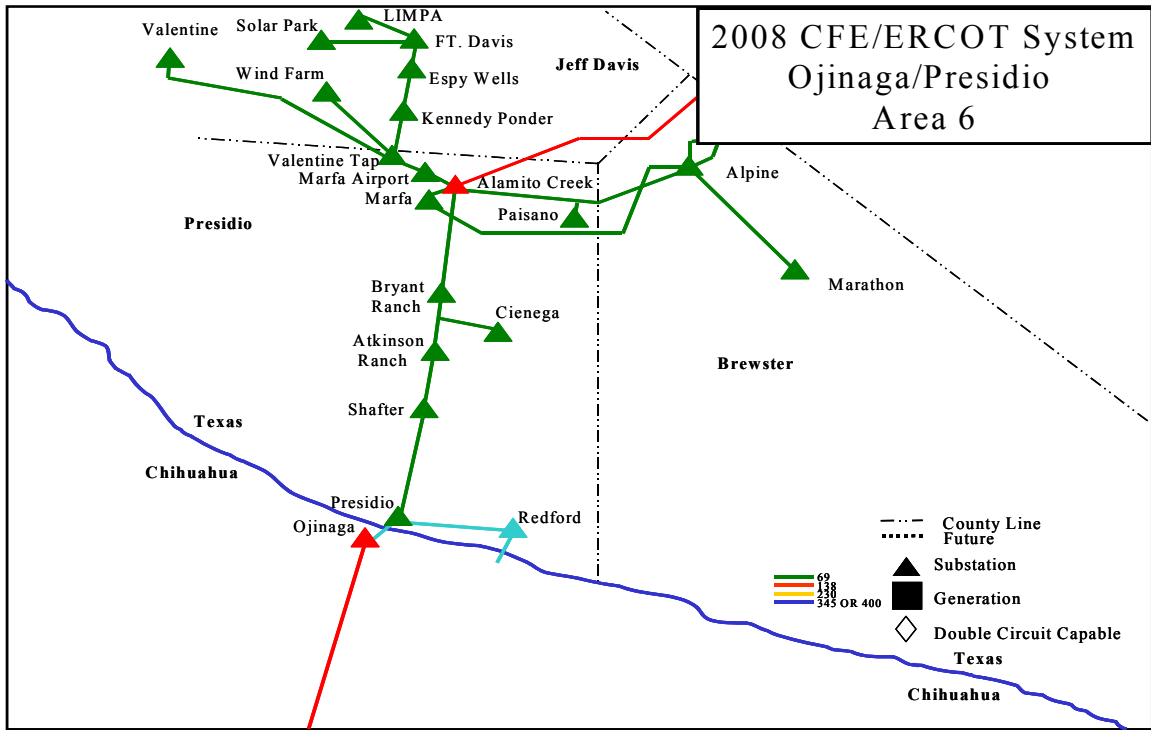 2008 CFE/ERCOT System
Ojinaga/Presidio
Area 6
LIMPA
Solar Park
Valentine
FT. Davis
Jeff Davis
Wind Farm
Espy Wells
Kennedy Ponder
Valentine Tap
Marfa Airport
Alamito Creek
Alpine
Marfa
Paisano
Presidio
Bryant
Ranch
Marathon
Cienega
Atkinson
Ranch
Brewster
Shafter
Texas
Chihuahua
Presidio
Ojinaga
Redford
County Line
Future
Substation
69
138
230
345 OR 400
Generation
Double Circuit Capable
Texas
Chihuahua